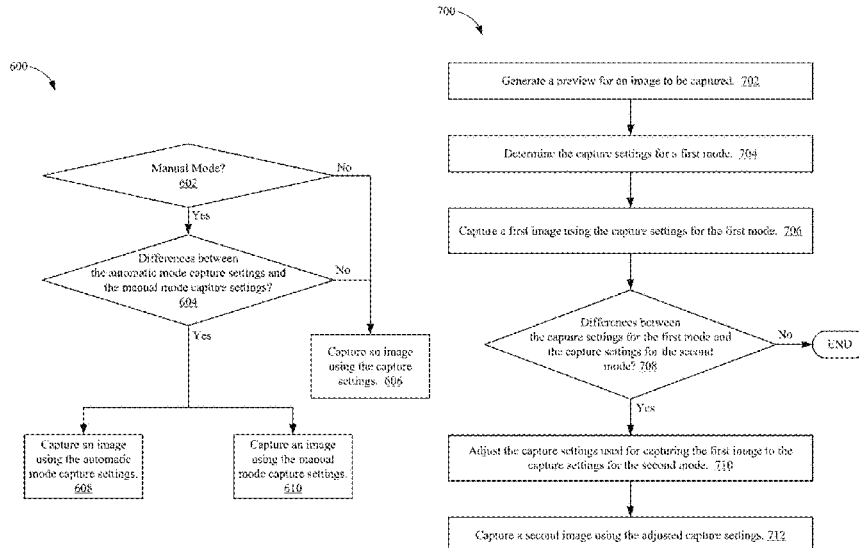 600
Manual Mode?
602
No
Yes
Differences between
the automatic mode capture settings and
the manual mode capture settings?
604
No
Yes
Capture an image
using the capture
settings. 606
Capture an image
using the automatic
mode capture settings.
608
Capture an image
using the manual
mode capture settings.
610
700
Generate a preview for an image to be captured. 702
Determine the capture settings for a first mode. 704
Capture a first image using the capture settings for the first mode. 706
Differences between
the capture settings for the first mode and
the capture settings for the second
mode? 708
No
END
Yes
Adjust the capture settings used for capturing the first image to the
capture settings for the second mode. 710
Capture a second image using the adjusted capture settings. 712